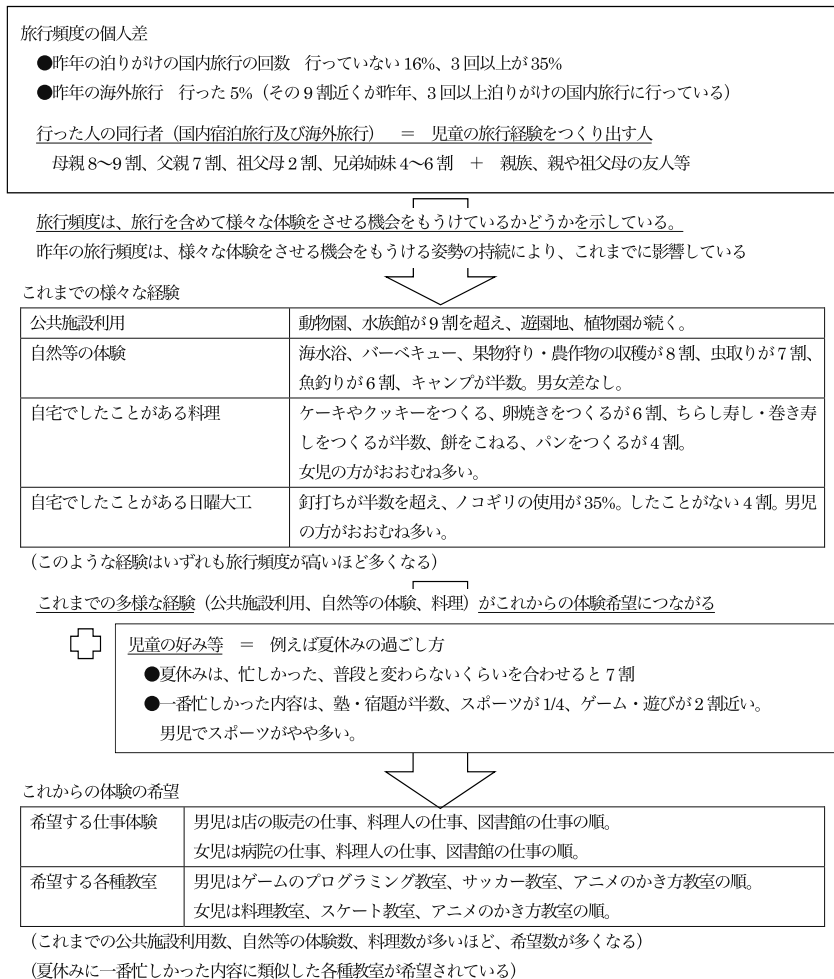 旅行頻度の個人差
●昨年の泊りがけの国内旅行の回数 行っていない 16%、3 回以上が 35%
●昨年の海外旅行 行った 5%（その 9 割近くが昨年、3 回以上泊りがけの国内旅行に行っている）
行った人の同行者（国内宿泊旅行及び海外旅行） ＝ 児童の旅行経験をつくり出す人
母親 8～9 割、父親 7 割、祖父母 2 割、兄弟姉妹 4～6 割 ＋ 親族、親や祖父母の友人等
旅行頻度は、旅行を含めて様々な体験をさせる機会をもうけているかどうかを示している。
昨年の旅行頻度は、様々な体験をさせる機会をもうける姿勢の持続により、これまでに影響している
これまでの様々な経験
公共施設利用 動物園、水族館が 9 割を超え、遊園地、植物園が続く。
自然等の体験 海水浴、バーベキュー、果物狩り・農作物の収穫が 8 割、虫取りが 7 割、
魚釣りが 6 割、キャンプが半数。男女差なし。
自宅でしたことがある料理 ケーキやクッキーをつくる、卵焼きをつくるが 6 割、ちらし寿し・巻き寿
しをつくるが半数、餅をこねる、パンをつくるが 4 割。
女児の方がおおむね多い。
自宅でしたことがある日曜大工 釘打ちが半数を超え、ノコギリの使用が 35%。したことがない 4 割。男児
の方がおおむね多い。
（このような経験はいずれも旅行頻度が高いほど多くなる）
これまでの多様な経験（公共施設利用、自然等の体験、料理）がこれからの体験希望につながる
児童の好み等 ＝ 例えば夏休みの過ごし方
●夏休みは、忙しかった、普段と変わらないくらいを合わせると 7 割
●一番忙しかった内容は、塾・宿題が半数、スポーツが 1/4、ゲーム・遊びが 2 割近い。
男児でスポーツがやや多い。
これからの体験の希望
希望する仕事体験 男児は店の販売の仕事、料理人の仕事、図書館の仕事の順。
女児は病院の仕事、料理人の仕事、図書館の仕事の順。
希望する各種教室 男児はゲームのプログラミング教室、サッカー教室、アニメのかき方教室の順。
女児は料理教室、スケート教室、アニメのかき方教室の順。
（これまでの公共施設利用数、自然等の体験数、料理数が多いほど、希望数が多くなる）
（夏休みに一番忙しかった内容に類似した各種教室が希望されている）